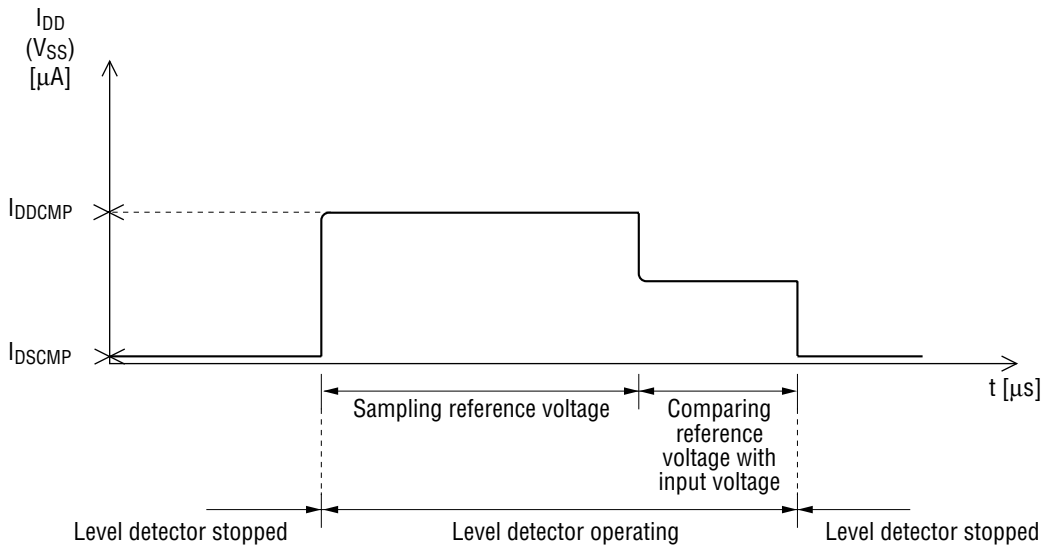 IDD
(VSS)
[µA]
IDDCMP
IDSCMP
t [µs]
Sampling reference voltage
Comparing
reference
voltage with
input voltage
Level detector stopped
Level detector operating
Level detector stopped